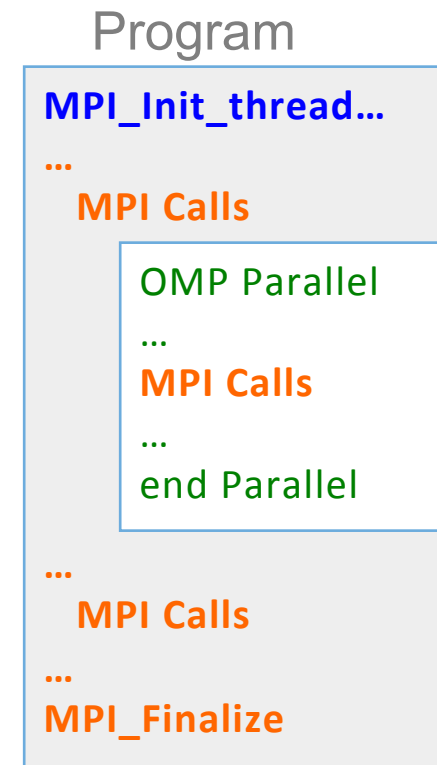 Program
MPI_Init_thread…
…
MPI Calls
OMP Parallel
…
MPI Calls
…
end Parallel
…
MPI Calls
…
MPI_Finalize